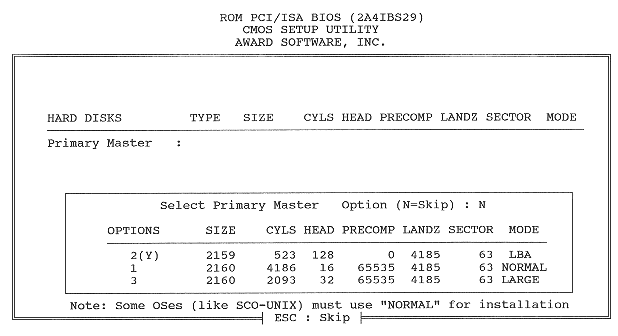 ROM PCI/ISA BIOS (2A4IBS29)
CMOS SETUP UTILITY
AWARD SOFTWARE, INC.
HARD DISKS TYPE SIZE CYLS HEAD PRECOMP LANDZ SECTOR MODE
Primary Master :
Select Primary Master Option (N=Skip) : N
OPTIONS SIZE CYLS HEAD PRECOMP LANDZ SECTOR MODE
2(Y) 2159 523 128 0 4185 63 LBA
1 2160 4186 16 65535 4185 63 NORMAL
3 2160 2093 32 65535 4185 63 LARGE
Note: Some OSes (like SCO-UNIX) must use "NORMAL" for installation
ESC : Skip